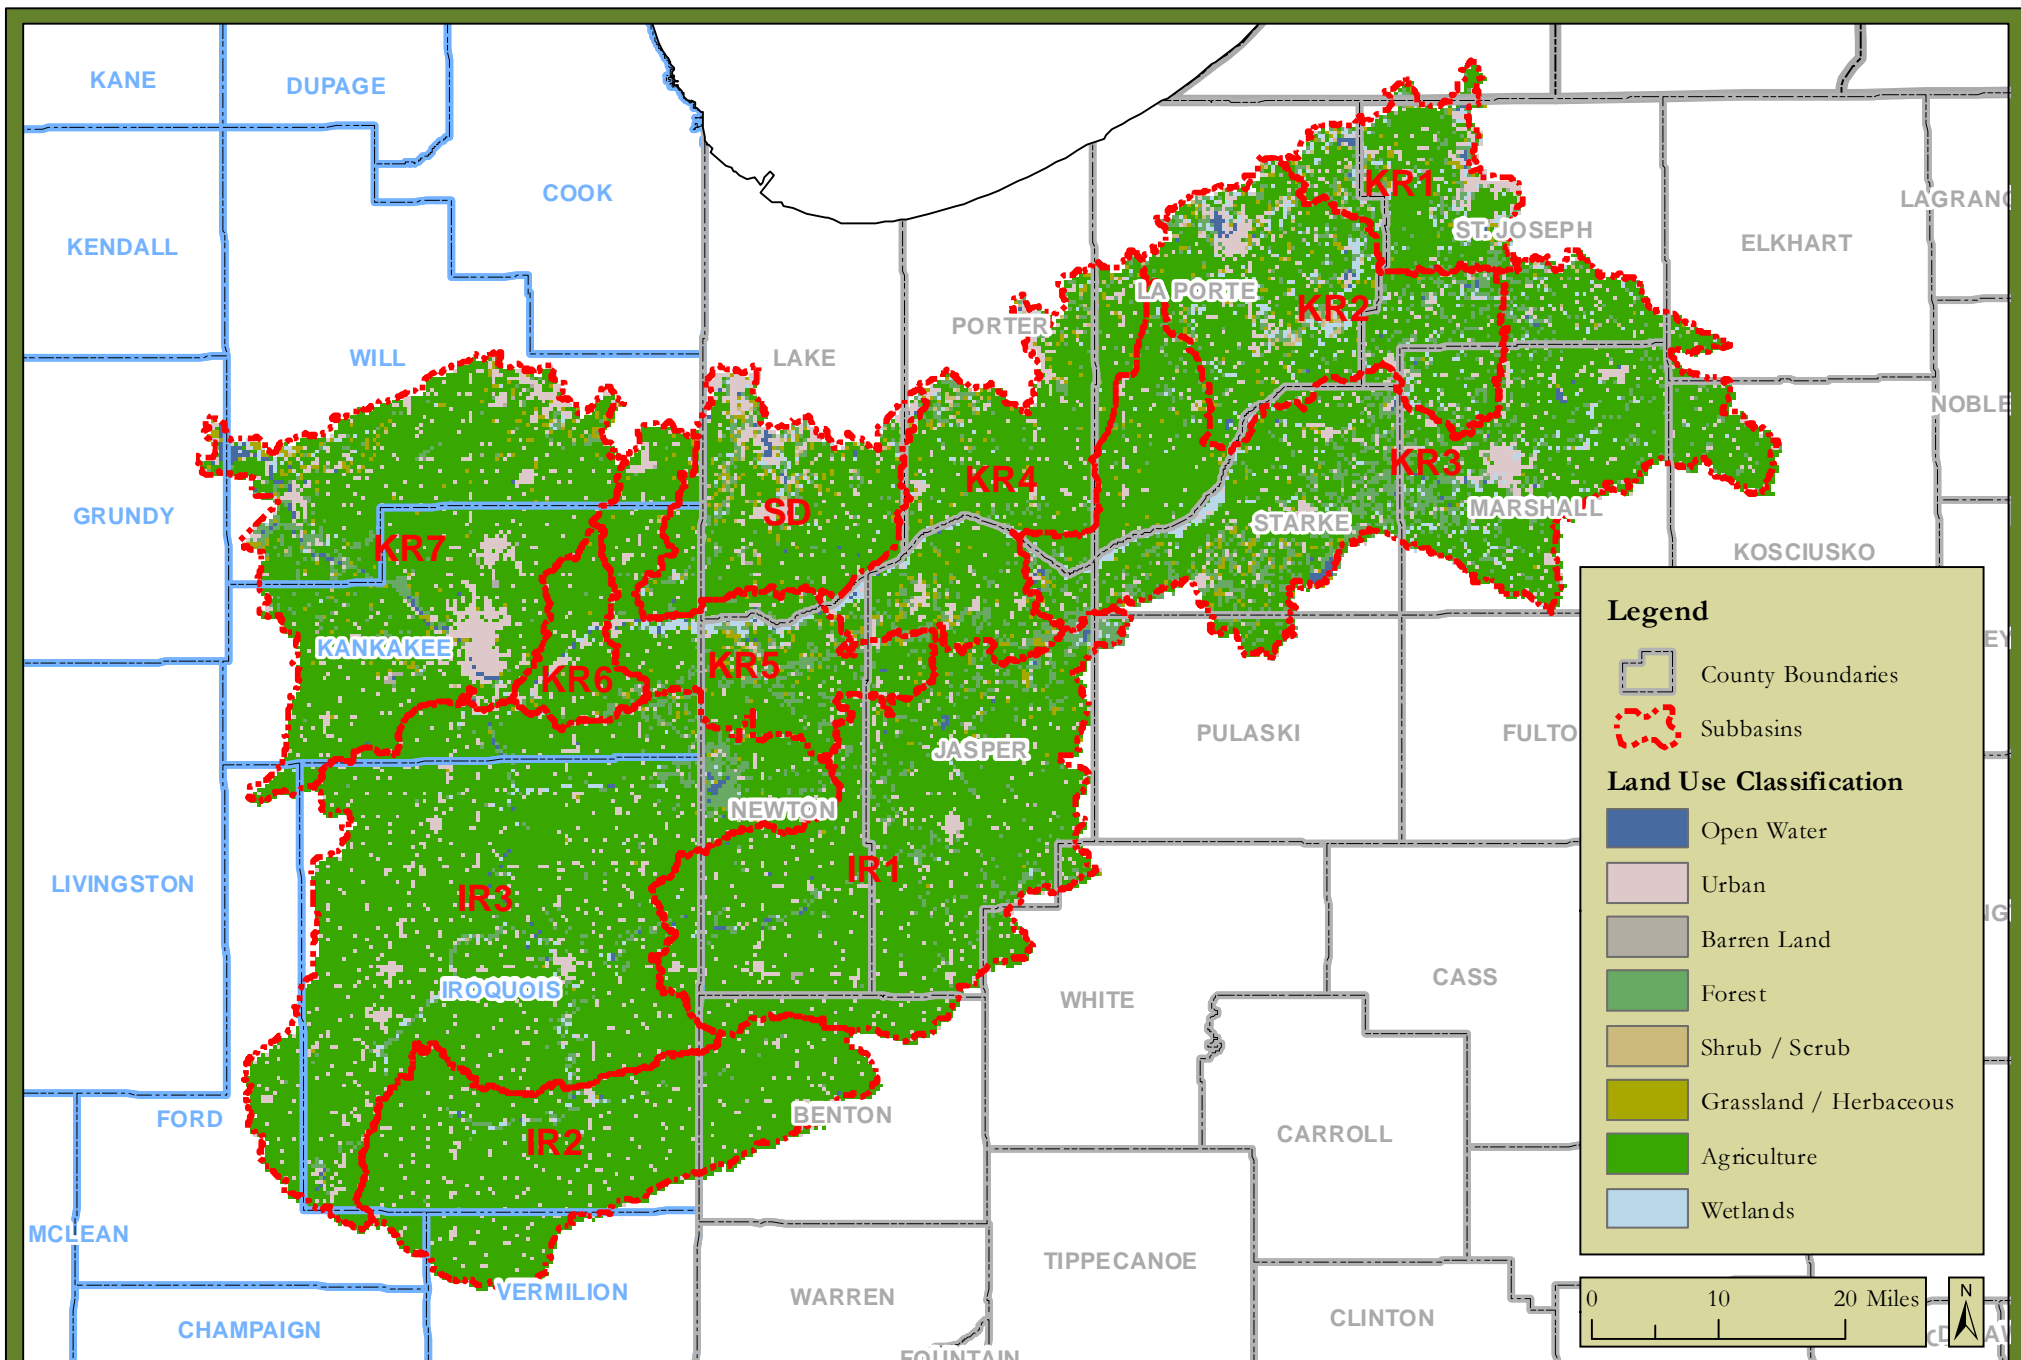 KANE
DUPAGE
COOK
KENDALL
WILL
GRUNDY
KANKAKEE
LIVINGSTON
FORD
IROQUOIS
MCLEAN
CHAMPAIGN
VERMILION
LAKE
PORTER
LA PORTE
ST. JOSEPH
ELKHART
LAGRANG
NOBLE
KOSCIUSKO
MARSHALL
STARKE
PULASKI
FULTO
JASPER
NEWTON
BENTON
WHITE
CASS
CARROLL
TIPPECANOE
WARREN
CLINTON
FOUNTAIN
KR1
KR2
KR3
KR4
SD
KR5
KR6
KR7
IR1
IR2
IR3
Legend
County Boundaries
Subbasins
Land Use Classification
Open Water
Urban
Barren Land
Forest
Shrub / Scrub
Grassland / Herbaceous
Agriculture
Wetlands
0 10 20 Miles
N